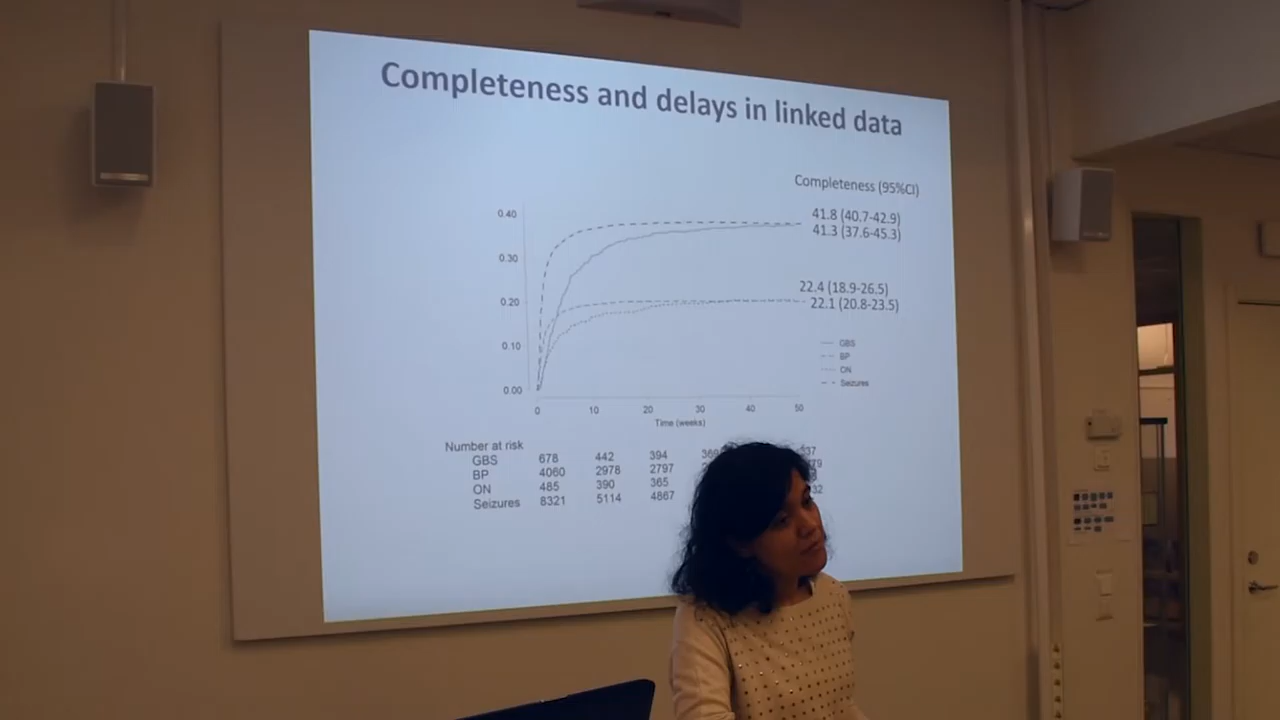 Completeness and delays in linked data
Completeness (95%CI)
41.8 (40.7-42.9)
41.3 (37.6-45.3)
22.4 (18.9-26.5)
22.1 (20.8-23.5)
0.40
0.30
0.20
0.10
0.00
0 10 20 30 40 50
Time (weeks)
GBS
BP
ON
Seizures
Number at risk
GBS 678 442 394
BP 4060 2978 2797
ON 485 390 365
Seizures 8321 5114 4867